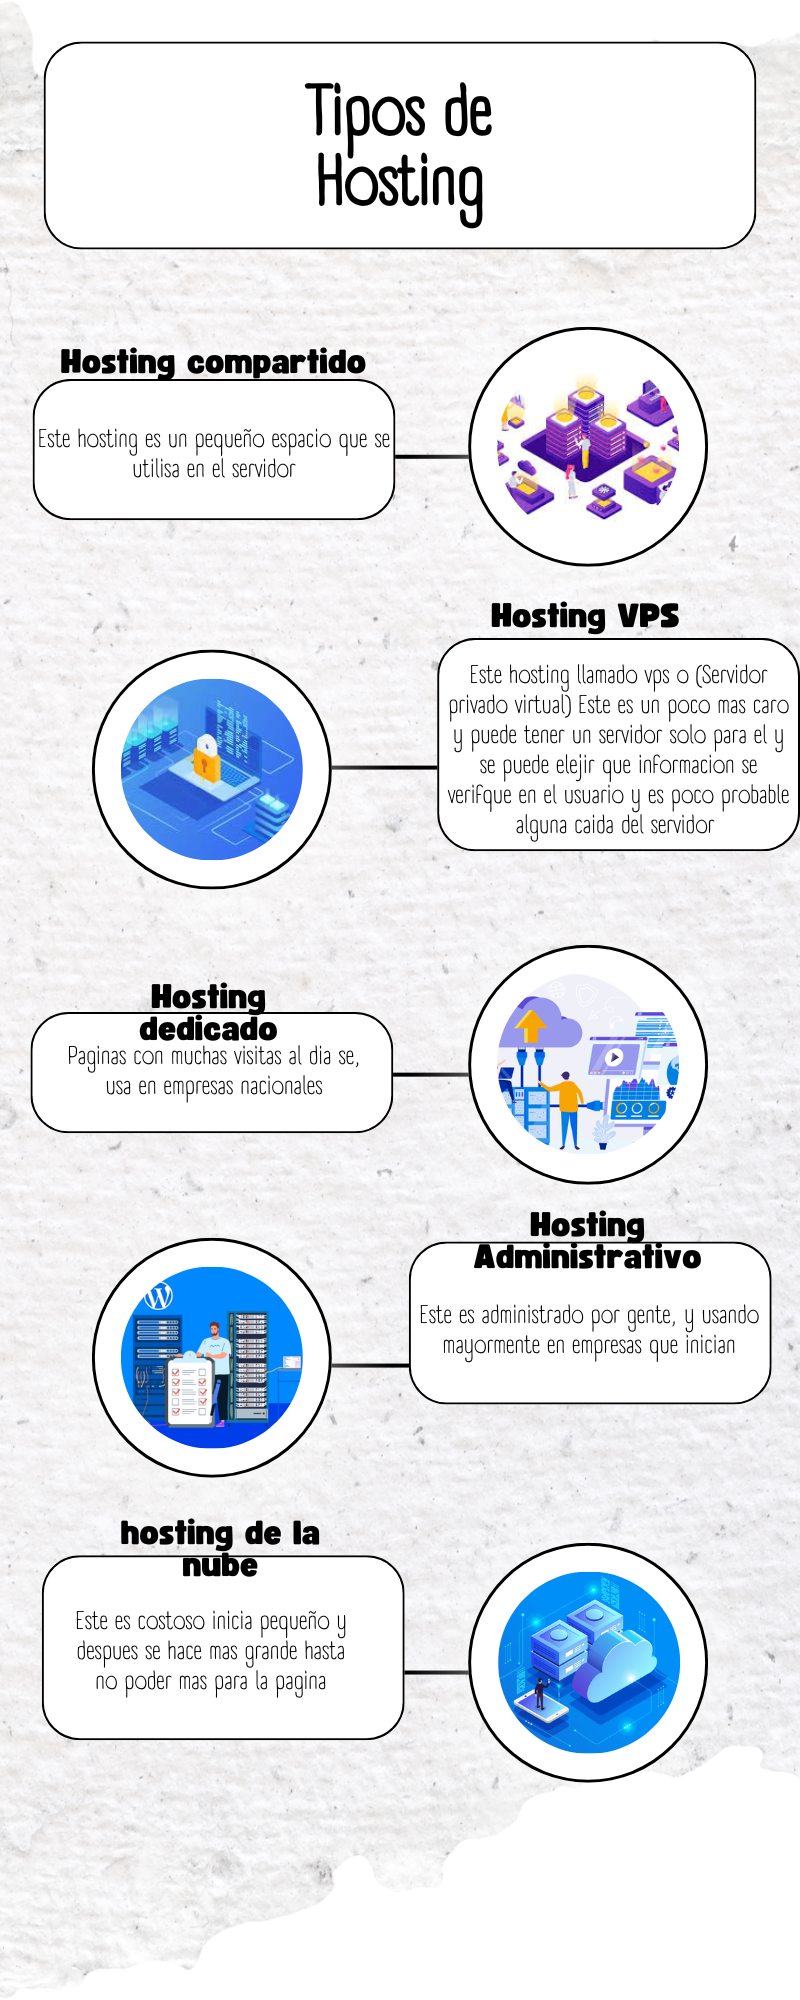 Tipos de
Hosting
Hosting compartido
Este hosting es un pequeño espacio que se
utilisa en el servidor
Hosting VPS
Este hosting llamado vps o (Servidor
privado virtual) Este es un poco mas caro
y puede tener un servidor solo para el y
se puede elejir que informacion se
verifque en el usuario y es poco probable
alguna caida del servidor
Hosting
dedicado
Paginas con muchas visitas al dia se,
usa en empresas nacionales
Hosting
Administrativo
Este es administrado por gente, y usando
mayormente en empresas que inician
hosting de la
nube
Este es costoso inicia pequeño y
despues se hace mas grande hasta
no poder mas para la pagina